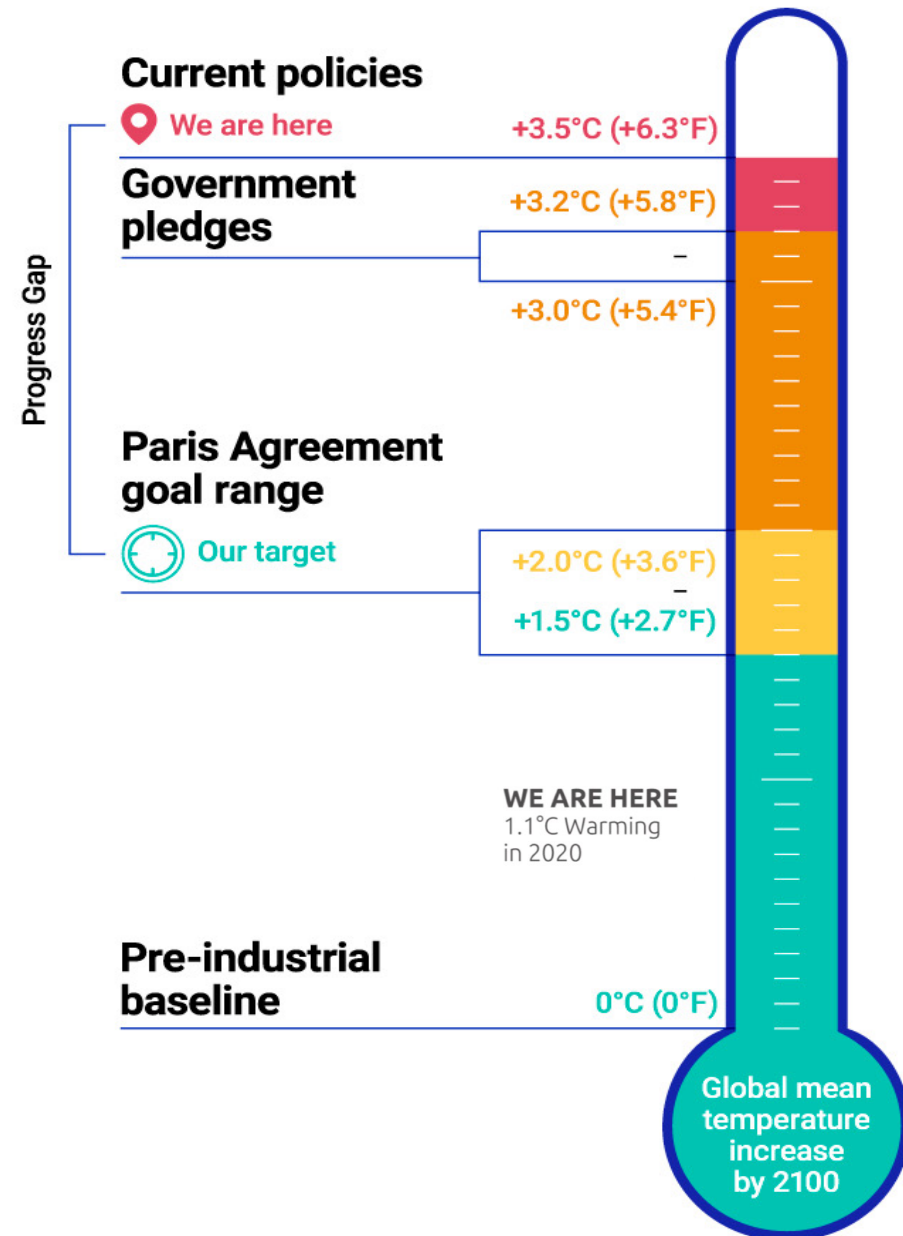 Current policies
We are here
+3.5°C (+6.3°F)
Government
pledges
+3.2°C (+5.8°F)
–
+3.0°C (+5.4°F)
Progress Gap
Paris Agreement
goal range
Our target
+2.0°C (+3.6°F)
–
+1.5°C (+2.7°F)
WE ARE HERE
1.1°C Warming
in 2020
Pre-industrial
baseline
0°C (0°F)
Global mean
temperature
increase
by 2100